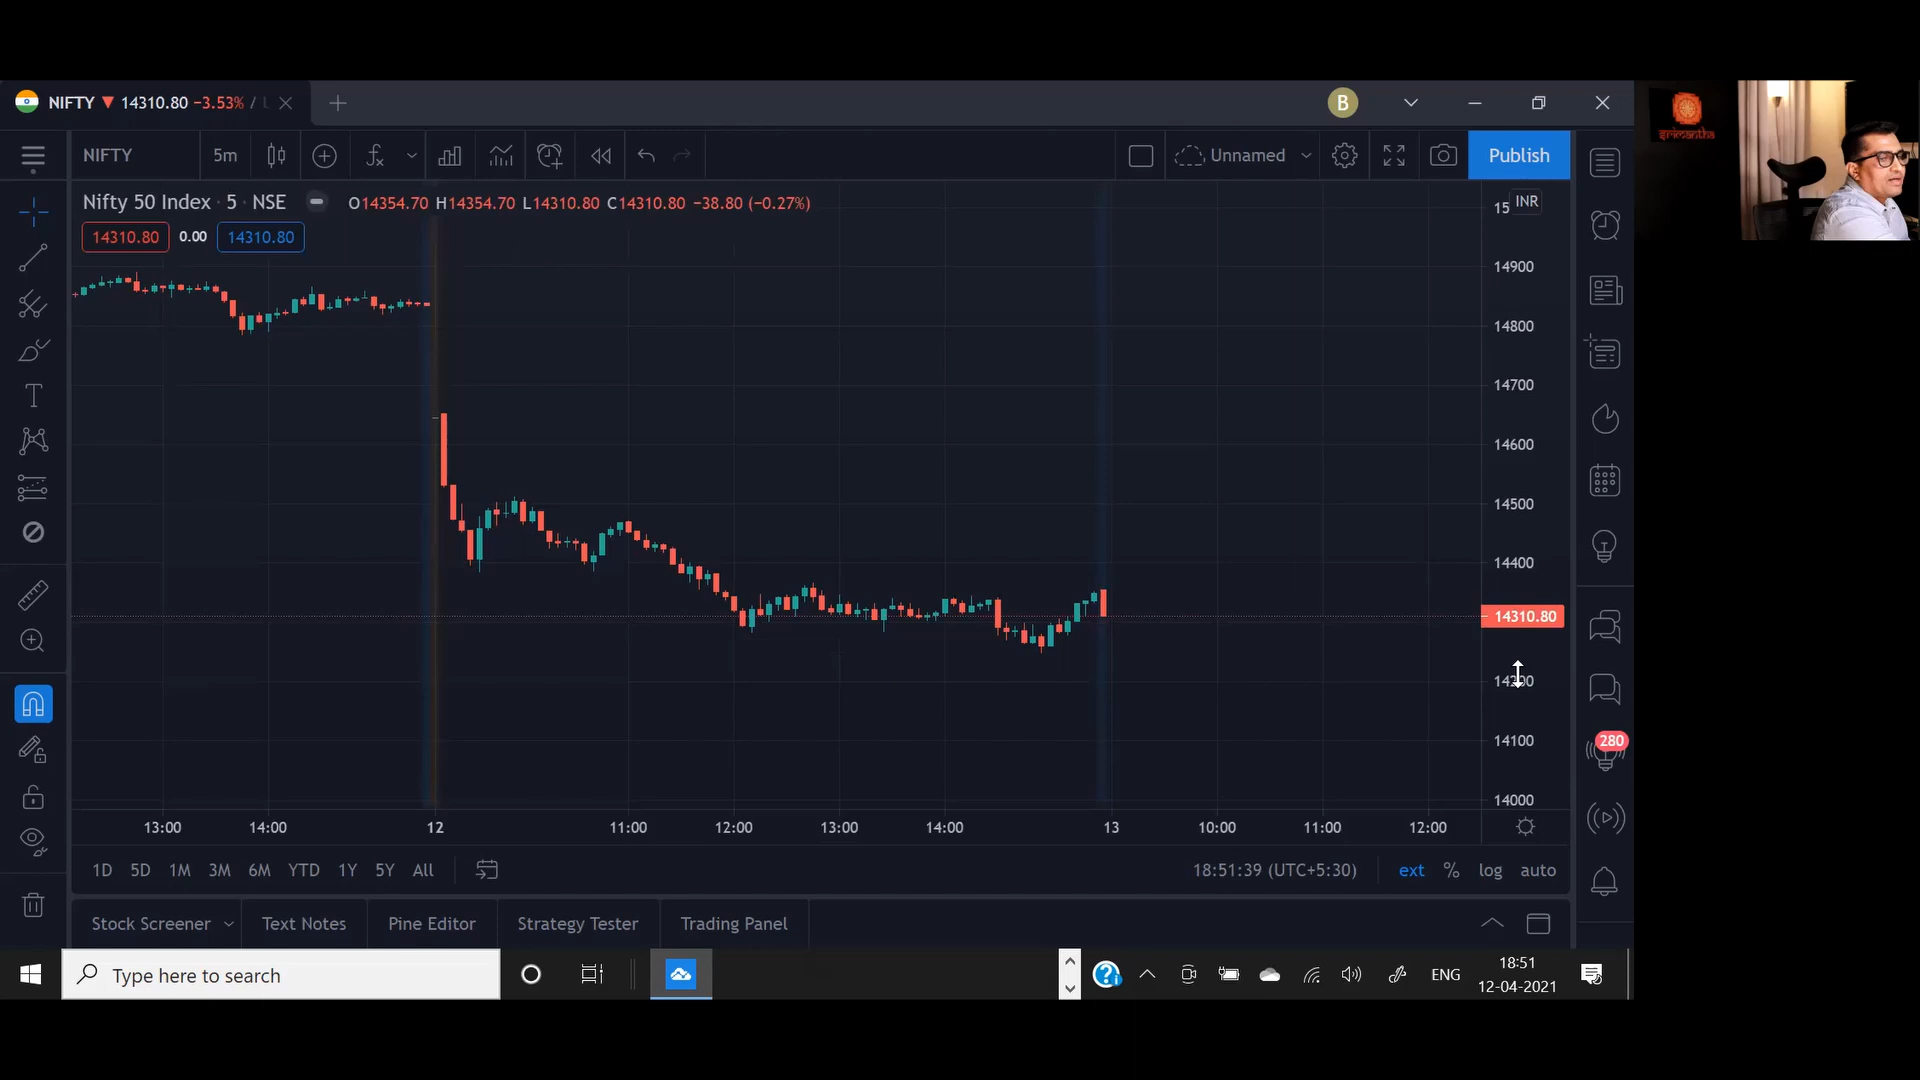 NIFTY ▼ 14310.80 −3.53% /
B
NIFTY
5m
Unnamed
Publish
srimantha
Nifty 50 Index · 5 · NSE
O14354.70 H14354.70 L14310.80 C14310.80 −38.80 (−0.27%)
INR
14310.80
0.00
14310.80
15
14900
14800
14700
14600
14500
14400
14310.80
14100
14000
280
13:00
14:00
12
11:00
12:00
13:00
14:00
13
10:00
11:00
12:00
1D 5D 1M 3M 6M YTD 1Y 5Y All
18:51:39 (UTC+5:30)
ext % log auto
Stock Screener
Text Notes
Pine Editor
Strategy Tester
Trading Panel
Type here to search
ENG
18:51
12-04-2021